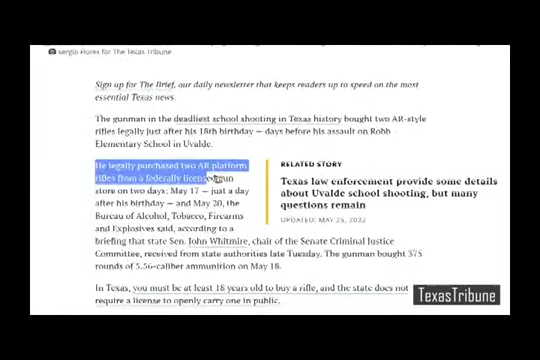 Sergio Flores for The Texas Tribune
Sign up for The Brief, our daily newsletter that keeps readers up to speed on the most
essential Texas news.
The gunman in the deadliest school shooting in Texas history bought two AR-style
rifles legally just after his 18th birthday — days before his assault on Robb
Elementary School in Uvalde.
He legally purchased two AR platform
rifles from a federally licensed gun
store on two days: May 17 — just a day
after his birthday — and May 20, the
Bureau of Alcohol, Tobacco, Firearms
and Explosives said, according to a
briefing that state Sen. John Whitmire, chair of the Senate Criminal Justice
Committee, received from state authorities late Tuesday. The gunman bought 375
rounds of 5.56-caliber ammunition on May 18.
In Texas, you must be at least 18 years old to buy a rifle, and the state does not
require a license to openly carry one in public.
RELATED STORY
Texas law enforcement provide some details
about Uvalde school shooting, but many
questions remain
UPDATED: MAY 25, 2022
TexasTribune